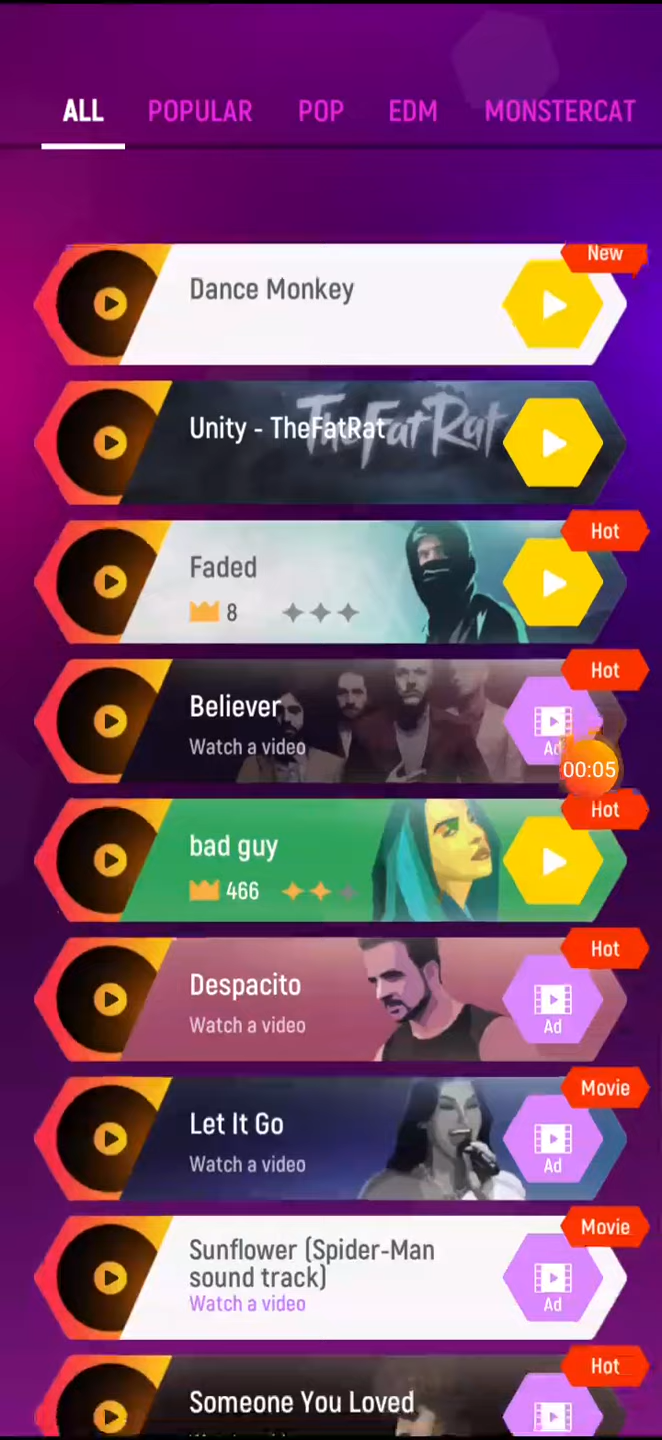 ALL POPULAR POP EDM MONSTERCAT
New
Dance Monkey
TheFatRat
Unity - TheFatRat
Hot
Faded
8
Hot
Believer
Watch a video
Ad
00:05
Hot
bad guy
466
Hot
Despacito
Watch a video
Ad
Movie
Let It Go
Watch a video
Ad
Movie
Sunflower (Spider-Man
sound track)
Watch a video
Ad
Hot
Someone You Loved